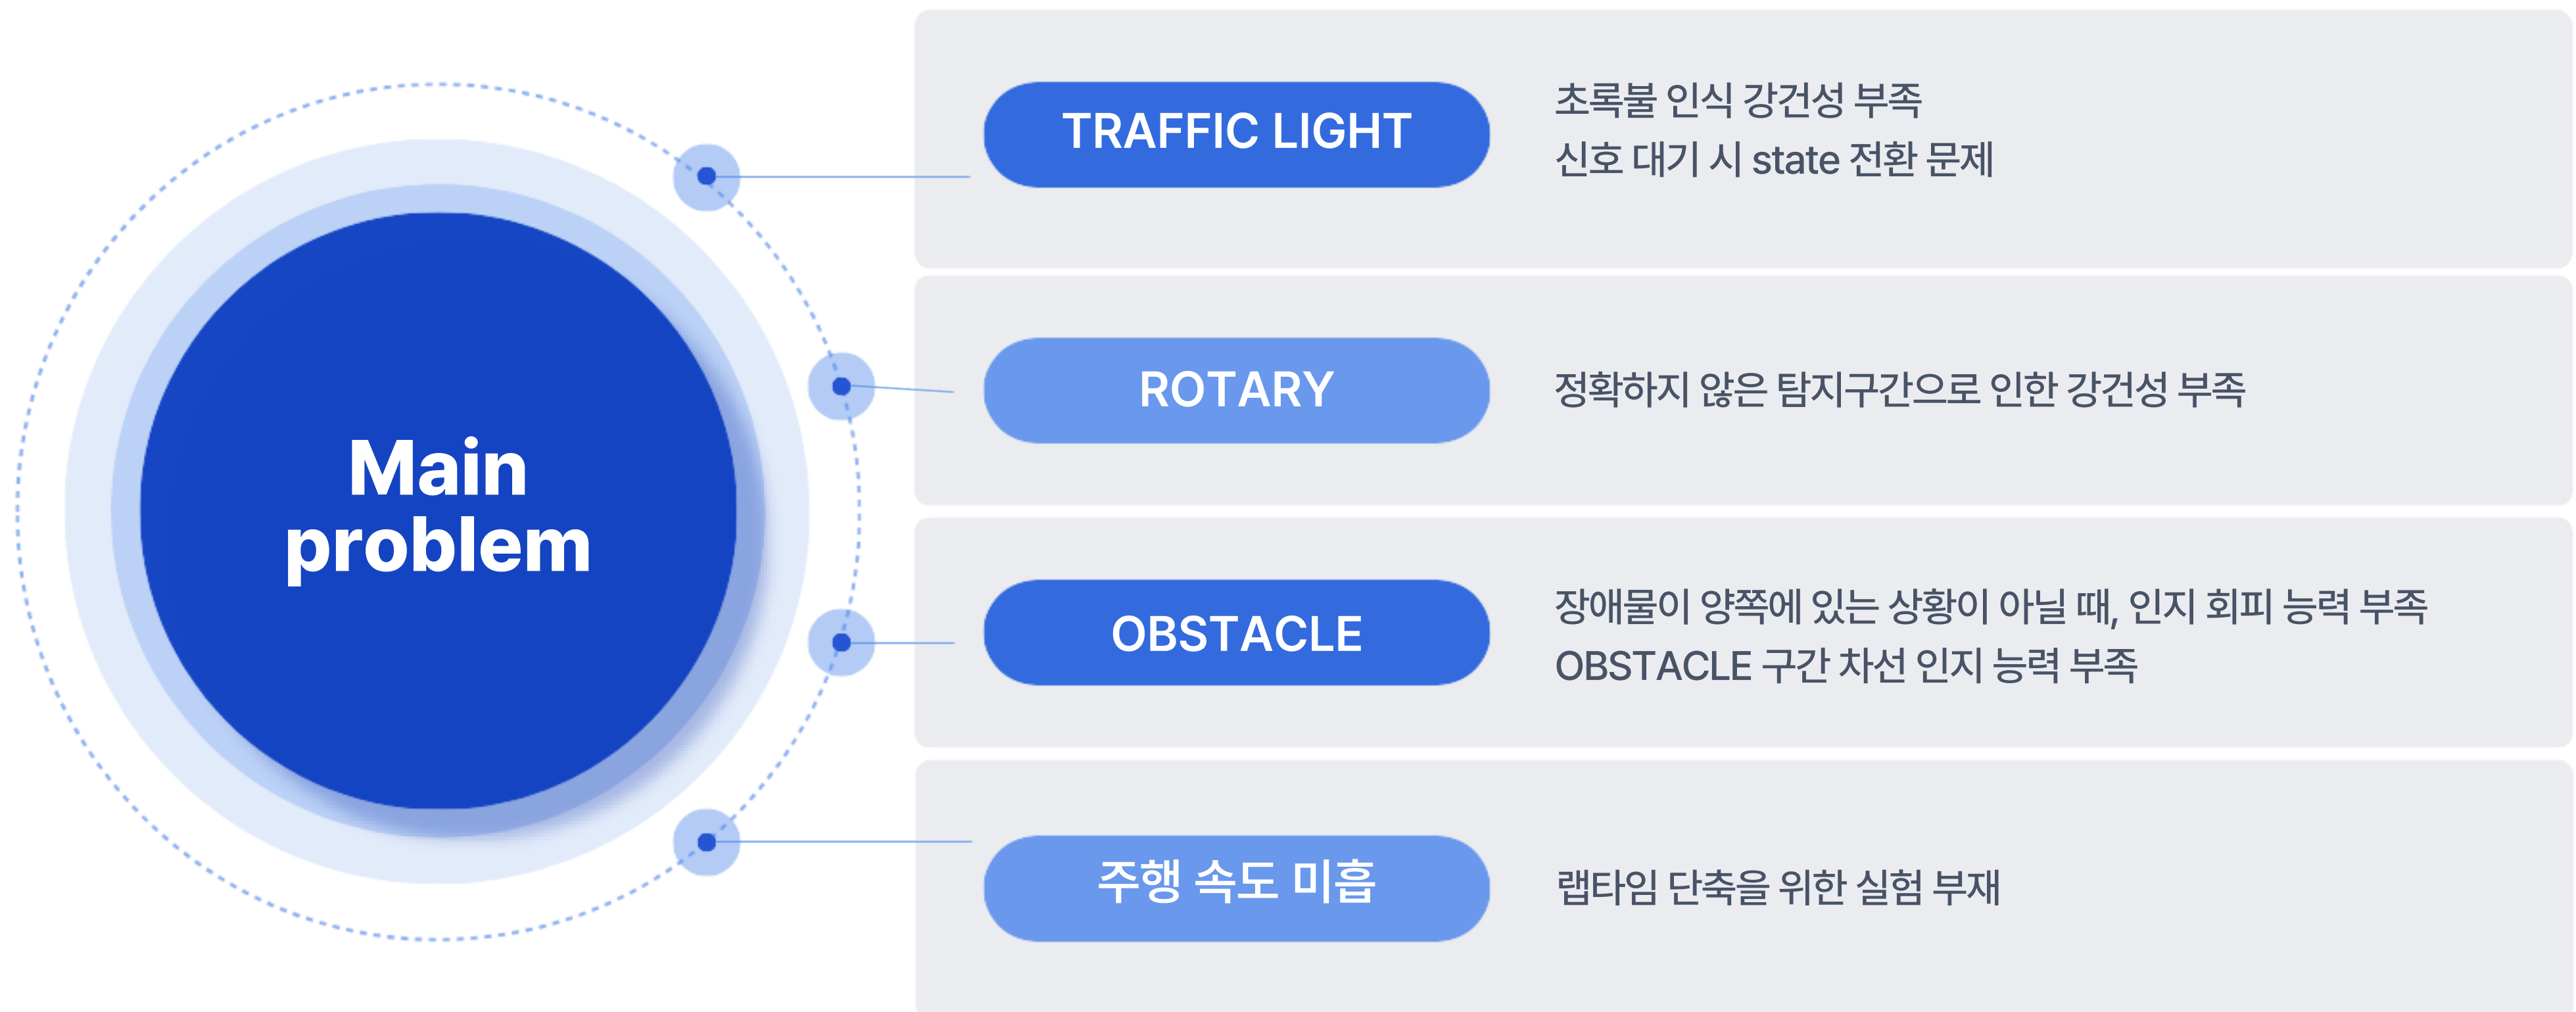 Main
problem
TRAFFIC LIGHT
초록불 인식 강건성 부족
신호 대기 시 state 전환 문제
ROTARY
정확하지 않은 탐지구간으로 인한 강건성 부족
OBSTACLE
장애물이 양쪽에 있는 상황이 아닐 때, 인지 회피 능력 부족
OBSTACLE 구간 차선 인지 능력 부족
주행 속도 미흡
랩타임 단축을 위한 실험 부재